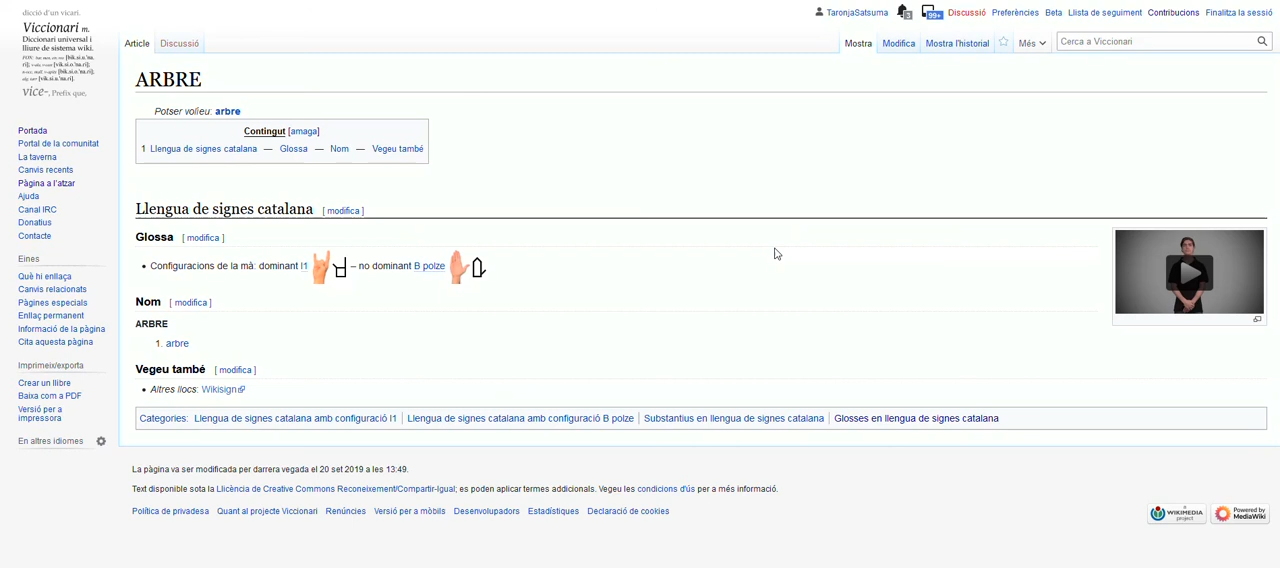 dicció d'un vicari.
Viccionari m.
Diccionari universal i
lliure de sistema wiki.
vice-, Prefix que,
TaronjaSatsuma 3 99+ Discussió Preferències Beta Llista de seguiment Contribucions Finalitza la sessió
Article Discussió Mostra Modifica Mostra l'historial Més Cerca a Viccionari
ARBRE
Potser volíeu: arbre
Contingut [amaga]
1 Llengua de signes catalana — Glossa — Nom — Vegeu també
Llengua de signes catalana [ modifica ]
Glossa [ modifica ]
• Configuracions de la mà: dominant I1 – no dominant B polze
Nom [ modifica ]
ARBRE
1. arbre
Vegeu també [ modifica ]
• Altres llocs: Wikisign
Categories: Llengua de signes catalana amb configuració I1 | Llengua de signes catalana amb configuració B polze | Substantius en llengua de signes catalana | Glosses en llengua de signes catalana
La pàgina va ser modificada per darrera vegada el 20 set 2019 a les 13:49.
Text disponible sota la Llicència de Creative Commons Reconeixement/Compartir-Igual; es poden aplicar termes addicionals. Vegeu les condicions d'ús per a més informació.
Política de privadesa Quant al projecte Viccionari Renúncies Versió per a mòbils Desenvolupadors Estadístiques Declaració de cookies
Portada
Portal de la comunitat
La taverna
Canvis recents
Pàgina a l'atzar
Ajuda
Canal IRC
Donatius
Contacte
Eines
Què hi enllaça
Canvis relacionats
Pàgines especials
Enllaç permanent
Informació de la pàgina
Cita aquesta pàgina
Imprimeix/exporta
Crear un llibre
Baixa com a PDF
Versió per a
impressora
En altres idiomes
a
WIKIMEDIA
project
Powered by
MediaWiki